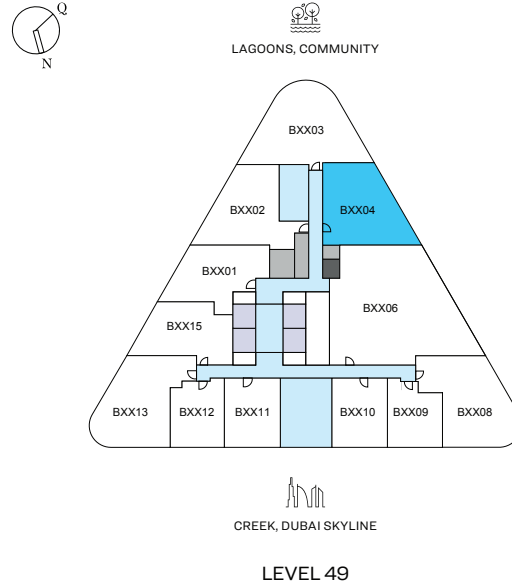 Q
N
LAGOONS, COMMUNITY
BXX03
BXX02
BXX04
BXX01
BXX06
BXX15
BXX13
BXX12
BXX11
BXX10
BXX09
BXX08
CREEK, DUBAI SKYLINE
LEVEL 49